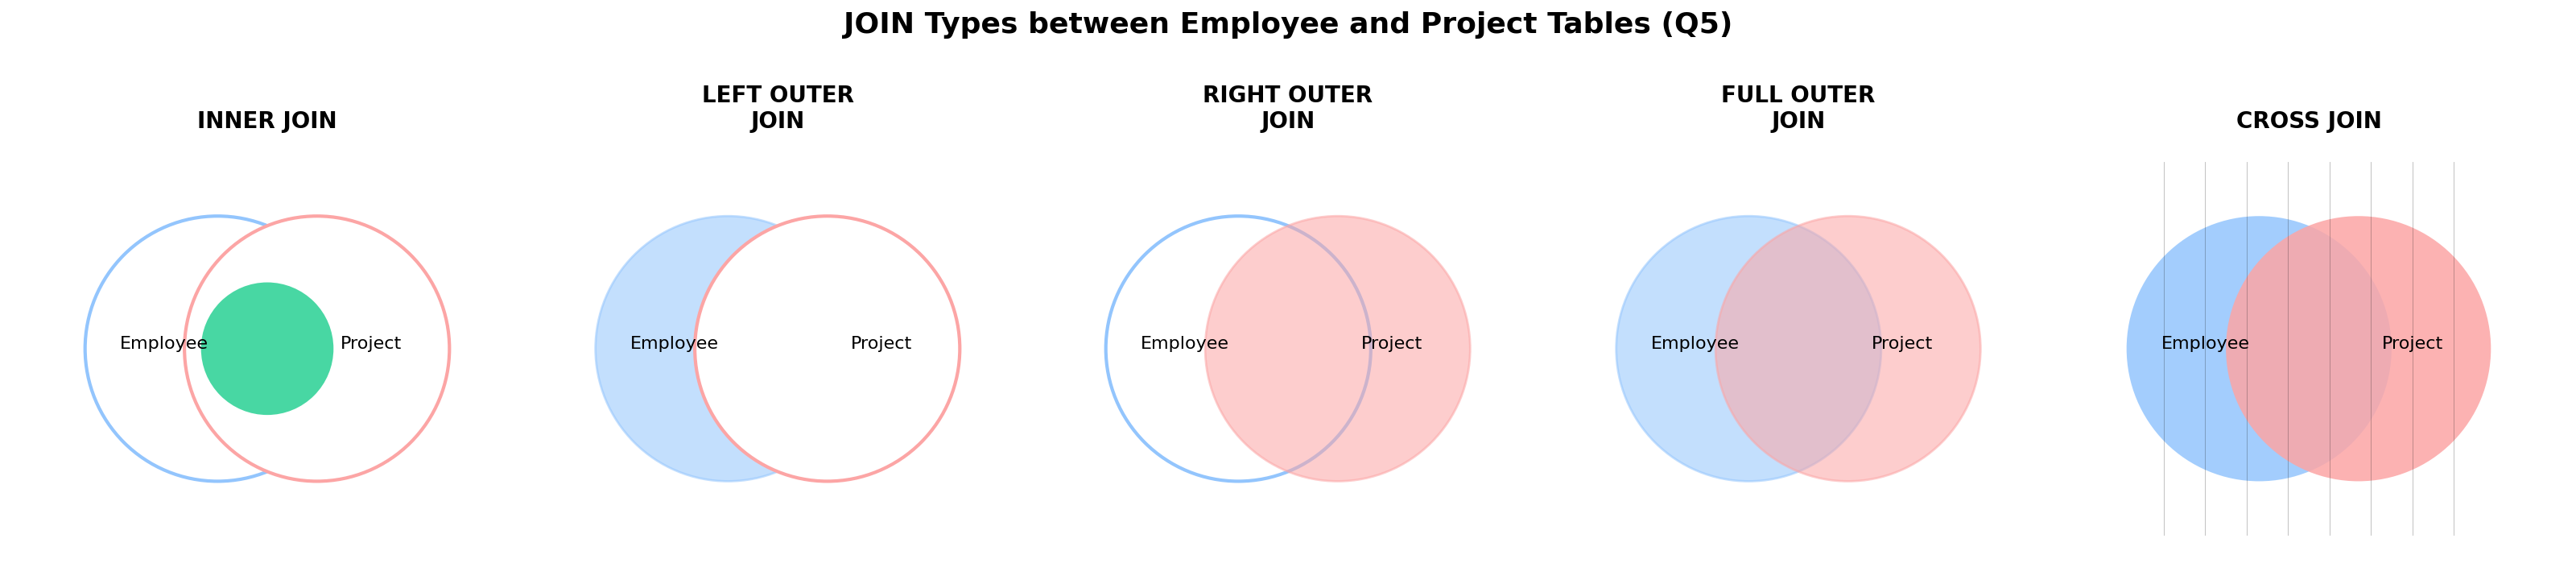 JOIN Types between Employee and Project Tables (Q5)
INNER JOIN
LEFT OUTER
JOIN
RIGHT OUTER
JOIN
FULL OUTER
JOIN
CROSS JOIN
Employee
Project
Employee
Project
Employee
Project
Employee
Project
Employee
Project